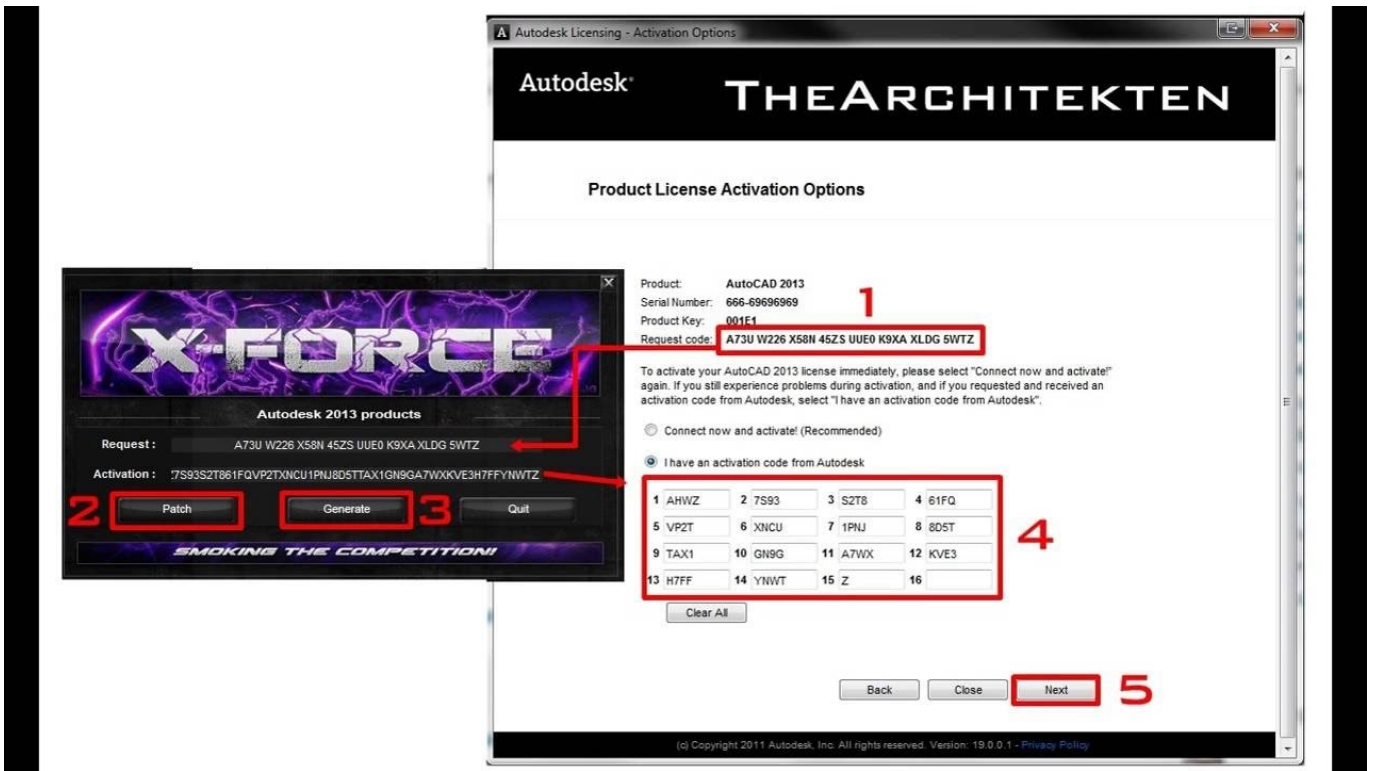 Autodesk Licensing - Activation Options
Autodesk
THEARCHITEKTEN
Product License Activation Options
Product: AutoCAD 2013
Serial Number: 666-69696969
Product Key: 001E1
Request code: A73U W226 X58N 45ZS UUE0 K9XA XLDG 5WTZ
1
To activate your AutoCAD 2013 license immediately, please select "Connect now and activate!"
again. If you still experience problems during activation, and if you requested and received an
activation code from Autodesk, select "I have an activation code from Autodesk".
Connect now and activate! (Recommended)
I have an activation code from Autodesk
1 AHWZ 2 7S93 3 S2T8 4 61FQ
5 VP2T 6 XNCU 7 1PNJ 8 8D5T
9 TAX1 10 GN9G 11 A7WX 12 KVE3
13 H7FF 14 YNWT 15 Z 16
4
Clear All
Back Close Next
5
(c) Copyright 2011 Autodesk, Inc. All rights reserved. Version: 19.0.0.1 - Privacy Policy
X-FORCE
Autodesk 2013 products
Request : A73U W226 X58N 45ZS UUE0 K9XA XLDG 5WTZ
Activation : 7S93S2T861FQVP2TXNCU1PNJ8D5TTAX1GN9GA7WXKVE3H7FFYNWTZ
2 Patch Generate 3 Quit
SMOKING THE COMPETITION!